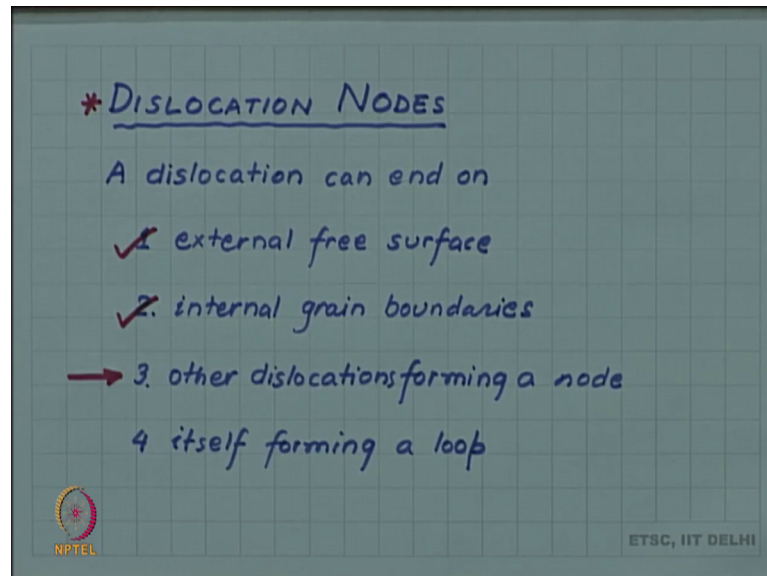 *DISLOCATION NODES
A dislocation can end on
1 external free surface
2. internal grain boundaries
→ 3. other dislocations forming a node
4 itself forming a loop
NPTEL
ETSC, IIT DELHI